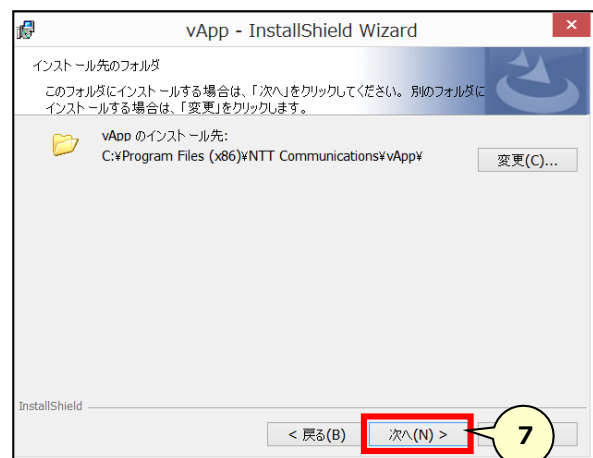 vApp - InstallShield Wizard
インストール先のフォルダ
このフォルダにインストールする場合は、「次へ」をクリックしてください。別のフォルダに
インストールする場合は、「変更」をクリックします。
vApp のインストール先:
C:¥Program Files (x86)¥NTT Communications¥vApp¥
変更(C)...
InstallShield
< 戻る(B)
次へ(N) >
7